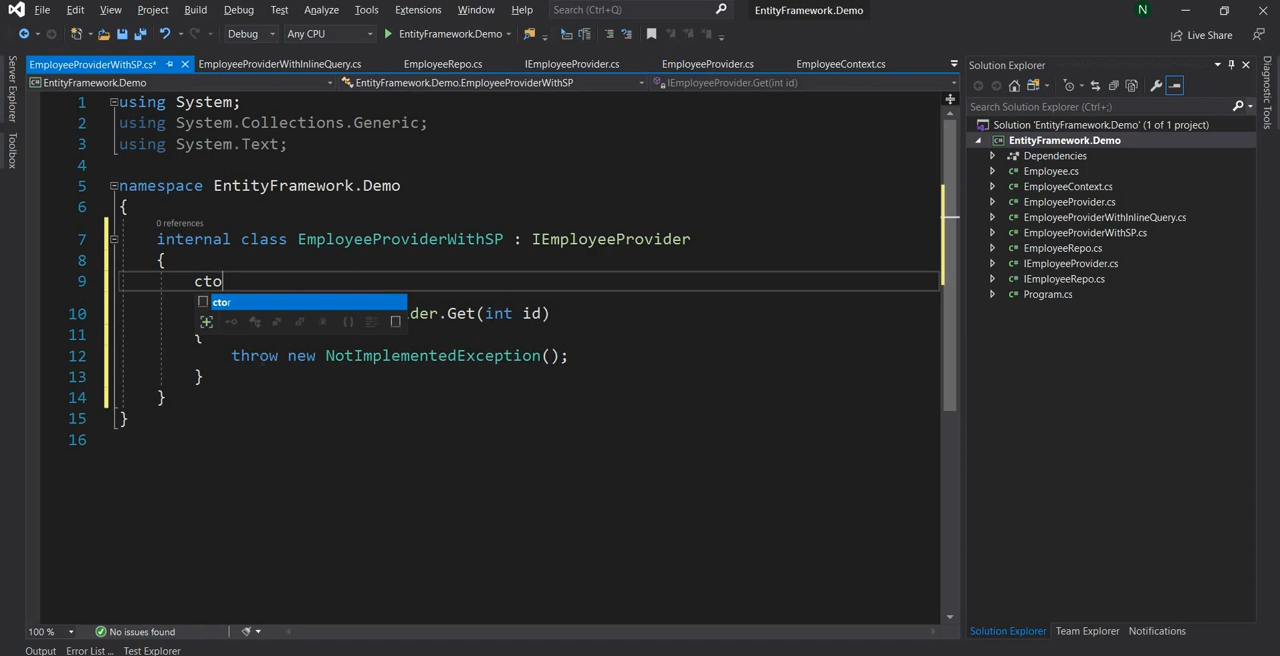 File Edit View Project Build Debug Test Analyze Tools Extensions Window Help Search (Ctrl+Q) EntityFramework.Demo N
Debug Any CPU EntityFramework.Demo Live Share
EmployeeProviderWithSP.cs* EmployeeProviderWithInlineQuery.cs EmployeeRepo.cs IEmployeeProvider.cs EmployeeProvider.cs EmployeeContext.cs
EntityFramework.Demo EntityFramework.Demo.EmployeeProviderWithSP IEmployeeProvider.Get(int id)
1 using System;
2 using System.Collections.Generic;
3 using System.Text;
4
5 namespace EntityFramework.Demo
6 {
0 references
7 internal class EmployeeProviderWithSP : IEmployeeProvider
8 {
9 cto
ctor
10 der.Get(int id)
11 {
12 throw new NotImplementedException();
13 }
14 }
15 }
16
100 % No issues found
Output Error List ... Test Explorer
Server Explorer
Toolbox
Solution Explorer
Search Solution Explorer (Ctrl+;)
Solution 'EntityFramework.Demo' (1 of 1 project)
EntityFramework.Demo
Dependencies
Employee.cs
EmployeeContext.cs
EmployeeProvider.cs
EmployeeProviderWithInlineQuery.cs
EmployeeProviderWithSP.cs
EmployeeRepo.cs
IEmployeeProvider.cs
IEmployeeRepo.cs
Program.cs
Solution Explorer Team Explorer Notifications
Diagnostic Tools